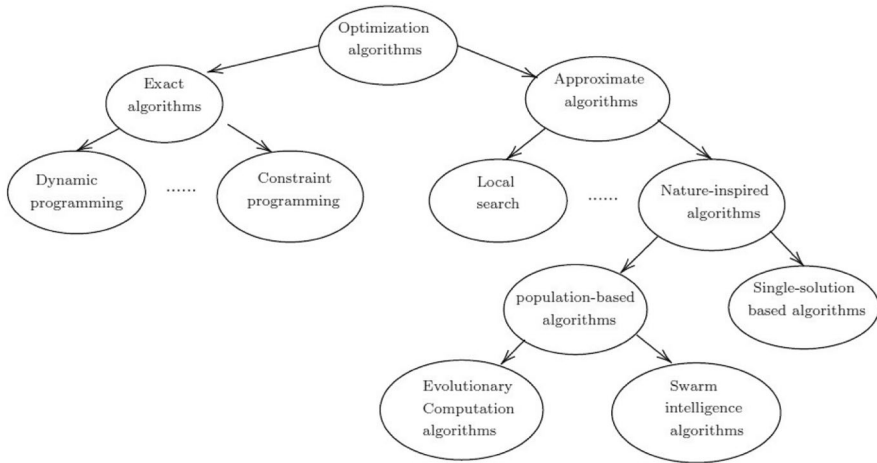 Optimization
algorithms
Exact
algorithms
Approximate
algorithms
Dynamic
programming
......
Constraint
programming
Local
search
......
Nature-inspired
algorithms
population-based
algorithms
Single-solution
based algorithms
Evolutionary
Computation
algorithms
Swarm
intelligence
algorithms